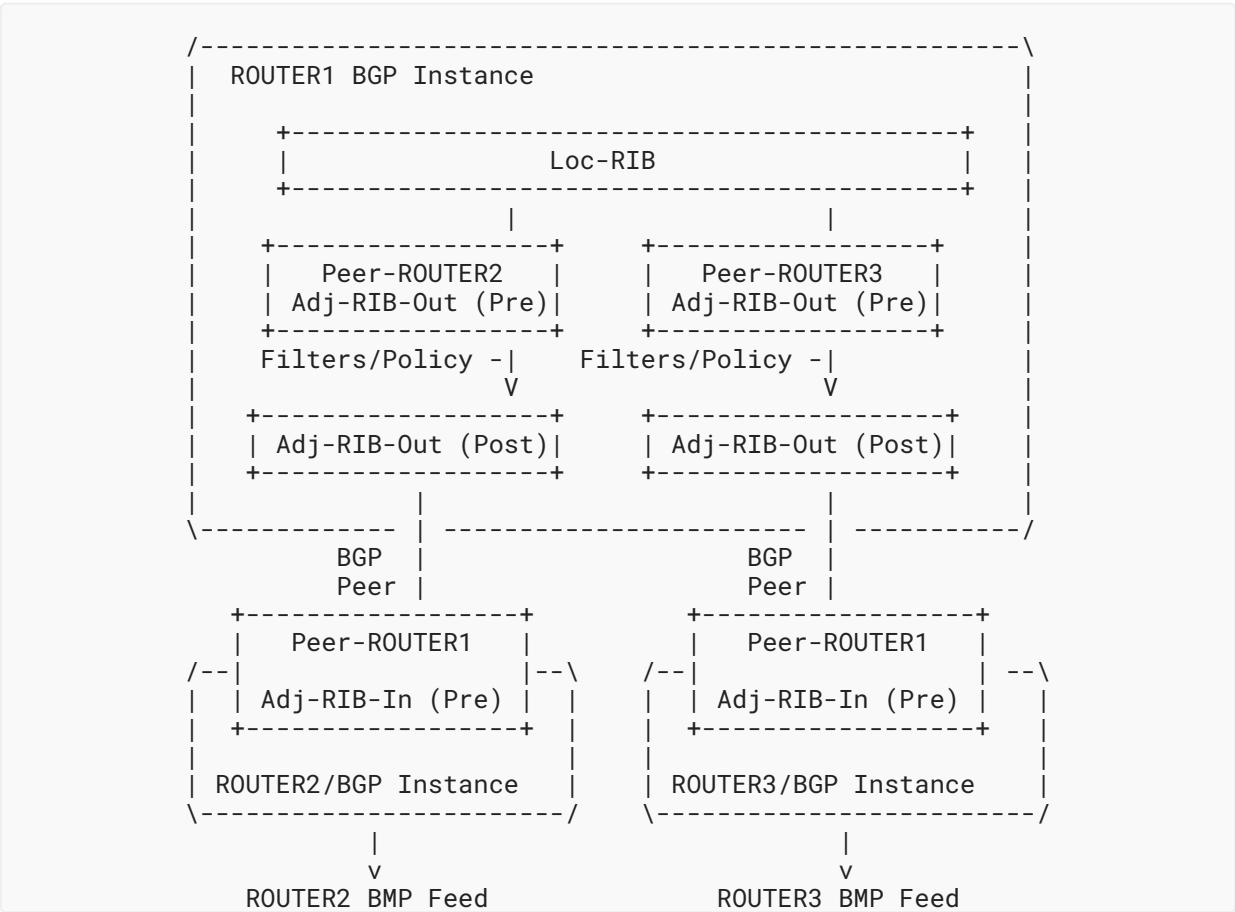 ROUTER1 BGP Instance
Loc-RIB
Peer-ROUTER2 Peer-ROUTER3
Adj-RIB-Out (Pre) Adj-RIB-Out (Pre)
Filters/Policy -| Filters/Policy -|
V V
Adj-RIB-Out (Post) Adj-RIB-Out (Post)
BGP BGP
Peer Peer
Peer-ROUTER1 Peer-ROUTER1
Adj-RIB-In (Pre) Adj-RIB-In (Pre)
ROUTER2/BGP Instance ROUTER3/BGP Instance
v v
ROUTER2 BMP Feed ROUTER3 BMP Feed